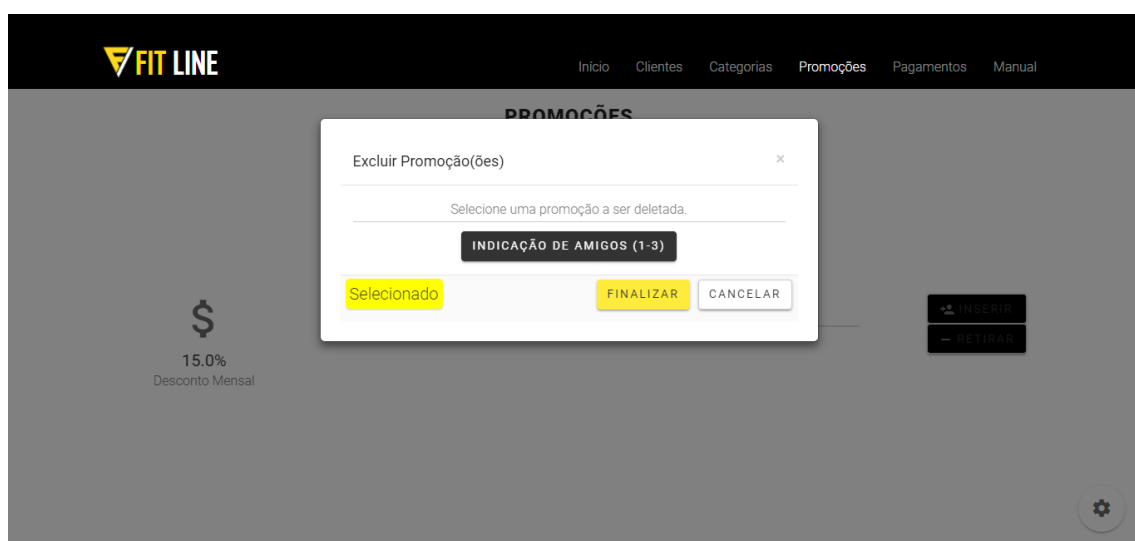 FIT LINE
Início Clientes Categorias Promoções Pagamentos Manual
PROMOÇÕES
Excluir Promoção(ões) ×
Selecione uma promoção a ser deletada.
INDICAÇÃO DE AMIGOS (1-3)
Selecionado FINALIZAR CANCELAR
$
15.0%
Desconto Mensal
INSERIR
RETIRAR